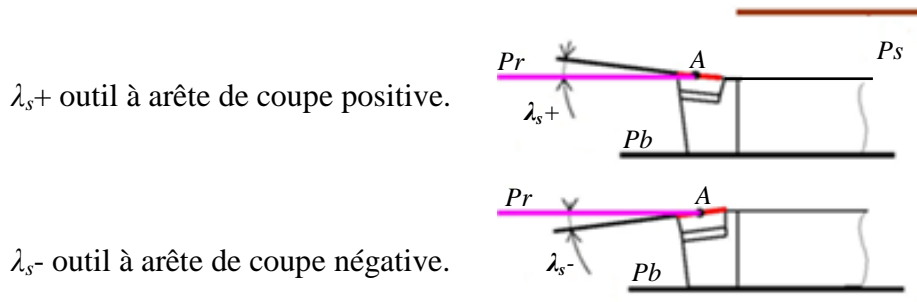 Pr A Ps
λs+ outil à arête de coupe positive.
λs+
Pb
Pr A
λs- outil à arête de coupe négative.
λs-
Pb